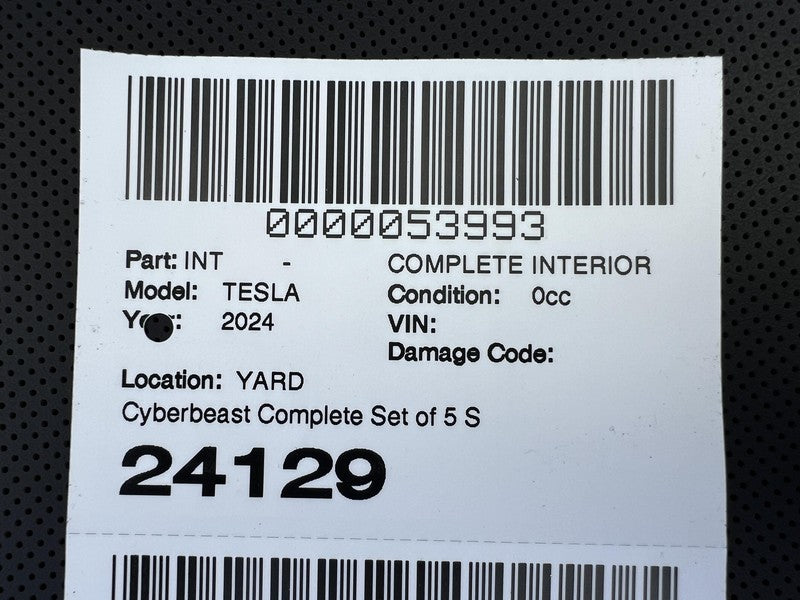 0000053993
Part: INT - COMPLETE INTERIOR
Model: TESLA Condition: 0cc
Year: 2024 VIN:
Damage Code:
Location: YARD
Cyberbeast Complete Set of 5 S
24129